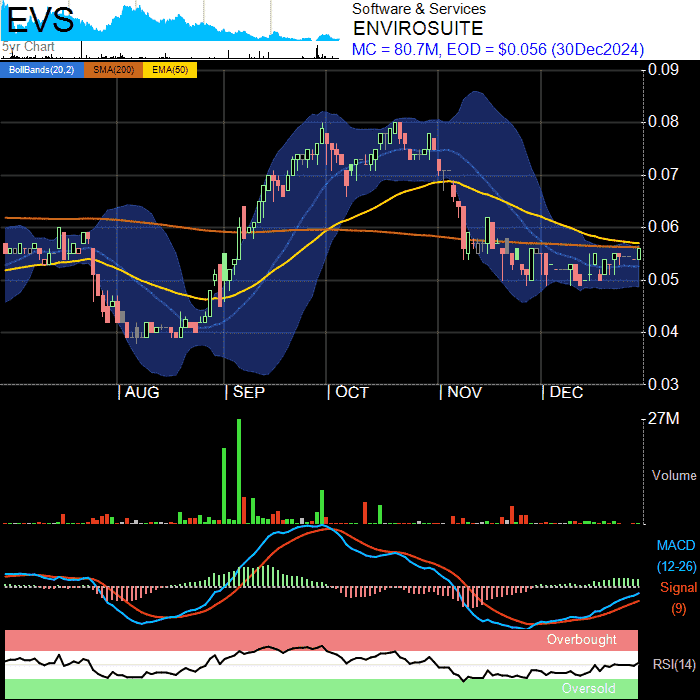 EVS
5yr Chart
Software & Services
ENVIROSUITE
MC = 80.7M, EOD = $0.056 (30Dec2024)
BollBands(20,2) SMA(200) EMA(50)
0.09
0.08
0.07
0.06
0.05
0.04
0.03
AUG SEP OCT NOV DEC
27M
Volume
MACD
(12-26)
Signal
(9)
Overbought
RSI(14)
Oversold